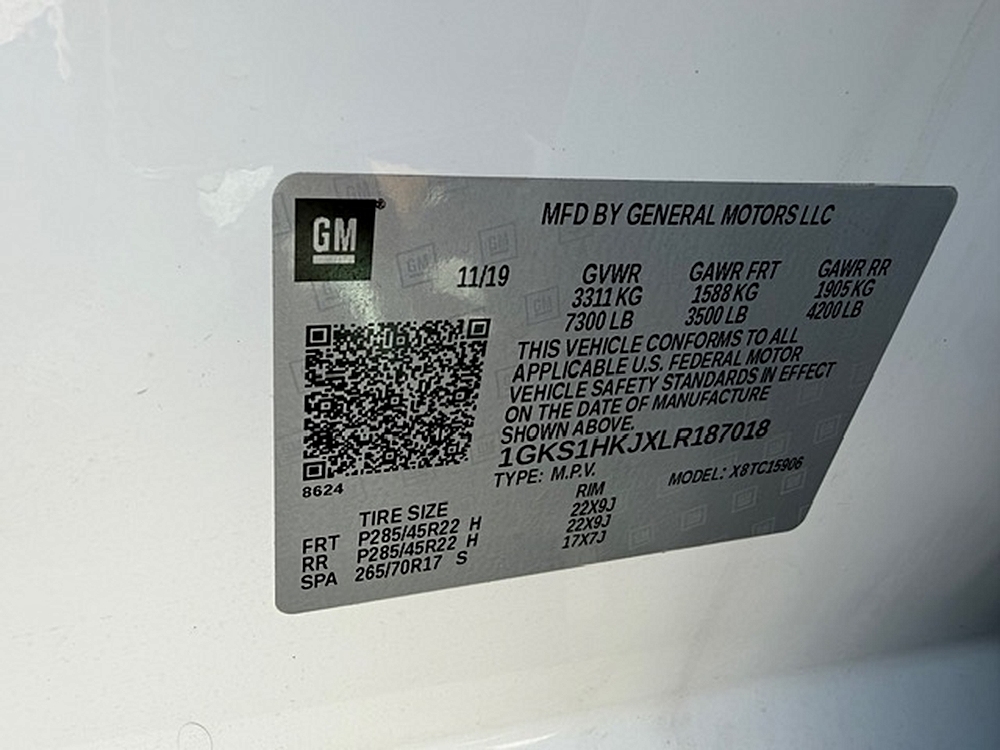 GM®
MFD BY GENERAL MOTORS LLC
11/19
GVWR GAWR FRT GAWR RR
3311 KG 1588 KG 1905 KG
7300 LB 3500 LB 4200 LB
THIS VEHICLE CONFORMS TO ALL
APPLICABLE U.S. FEDERAL MOTOR
VEHICLE SAFETY STANDARDS IN EFFECT
ON THE DATE OF MANUFACTURE
SHOWN ABOVE.
1GKS1HKJXLR187018
TYPE: M.P.V. MODEL: X8TC15906
8624
TIRE SIZE RIM
FRT P285/45R22 H 22X9J
RR P285/45R22 H 22X9J
SPA 265/70R17 S 17X7J